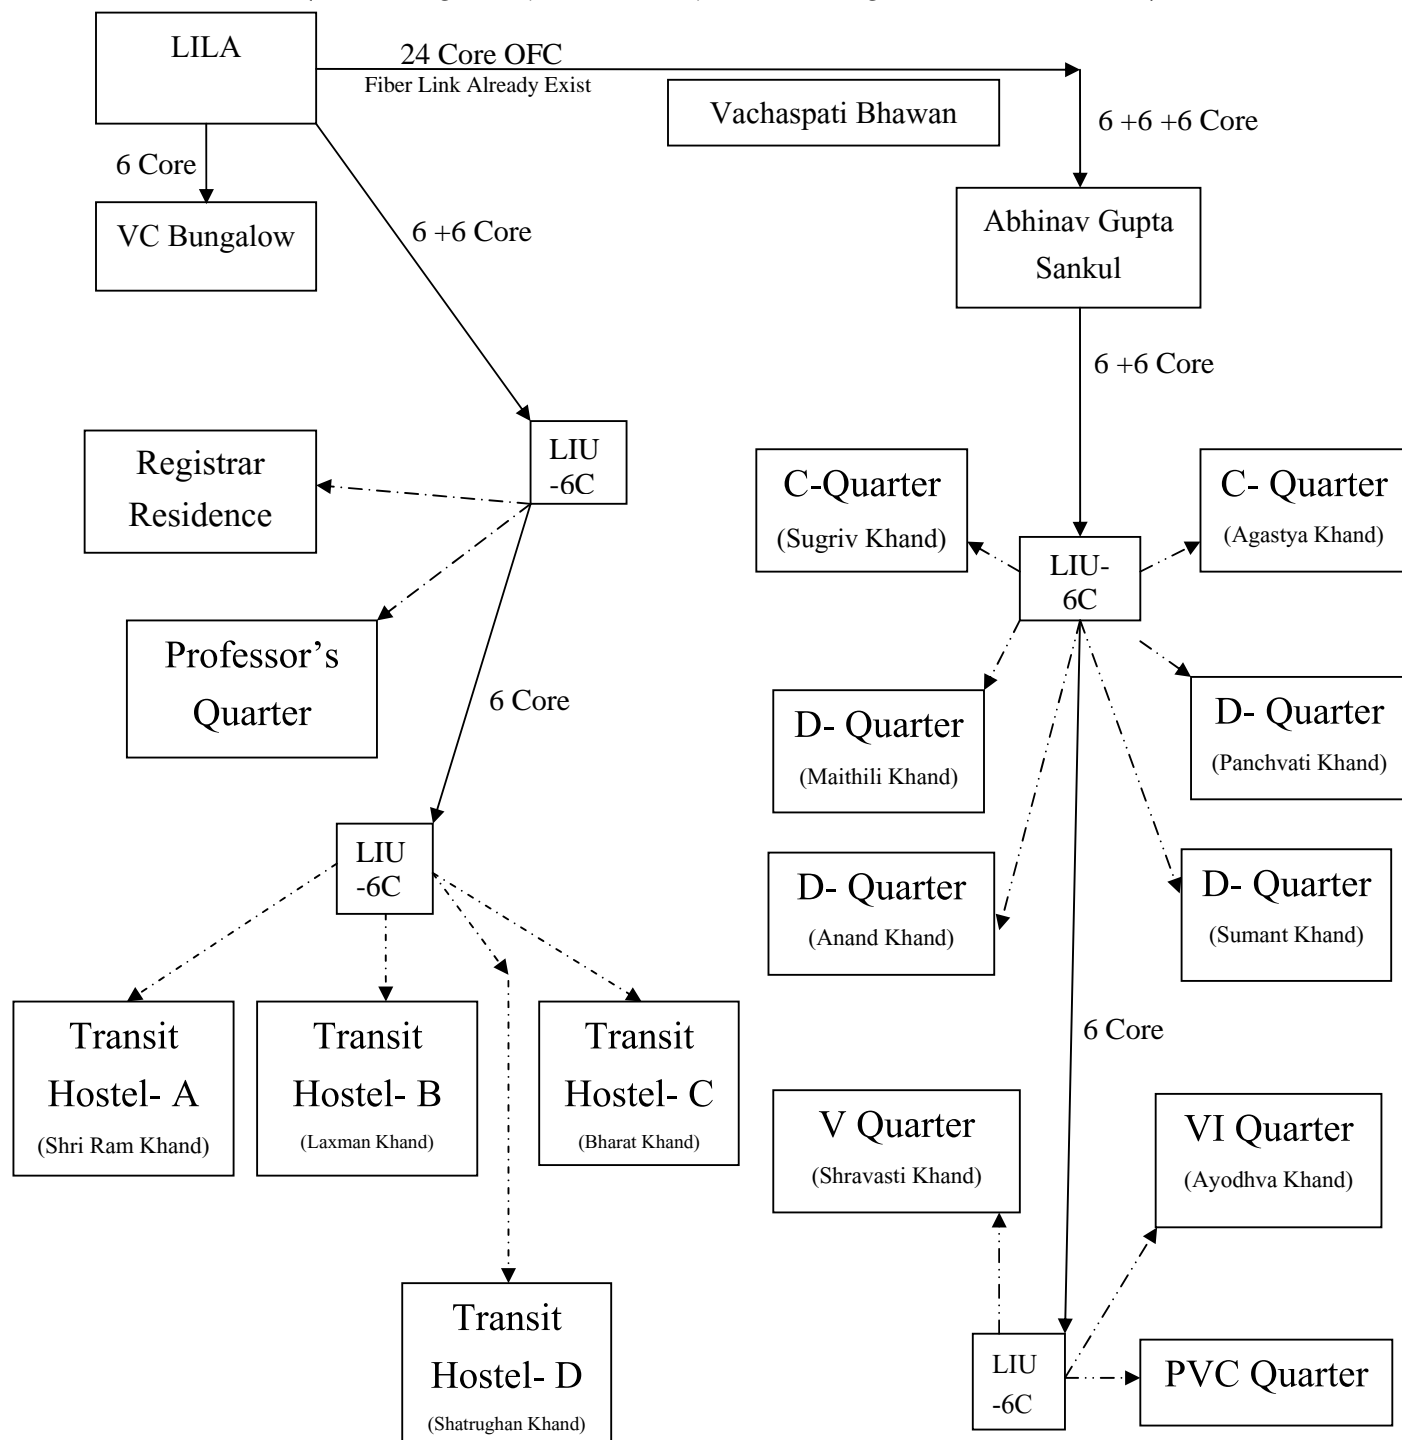 LILA
24 Core OFC
Fiber Link Already Exist
Vachaspati Bhawan
6 +6 +6 Core
6 Core
VC Bungalow
6 +6 Core
Abhinav Gupta
Sankul
6 +6 Core
LIU
-6C
Registrar
Residence
C-Quarter
(Sugriv Khand)
C- Quarter
(Agastya Khand)
LIU-
6C
Professor's
Quarter
6 Core
D- Quarter
(Maithili Khand)
D- Quarter
(Panchvati Khand)
LIU
-6C
D- Quarter
(Anand Khand)
D- Quarter
(Sumant Khand)
Transit
Hostel- A
(Shri Ram Khand)
Transit
Hostel- B
(Laxman Khand)
Transit
Hostel- C
(Bharat Khand)
6 Core
V Quarter
(Shravasti Khand)
VI Quarter
(Ayodhva Khand)
Transit
Hostel- D
(Shatrughan Khand)
LIU
-6C
PVC Quarter